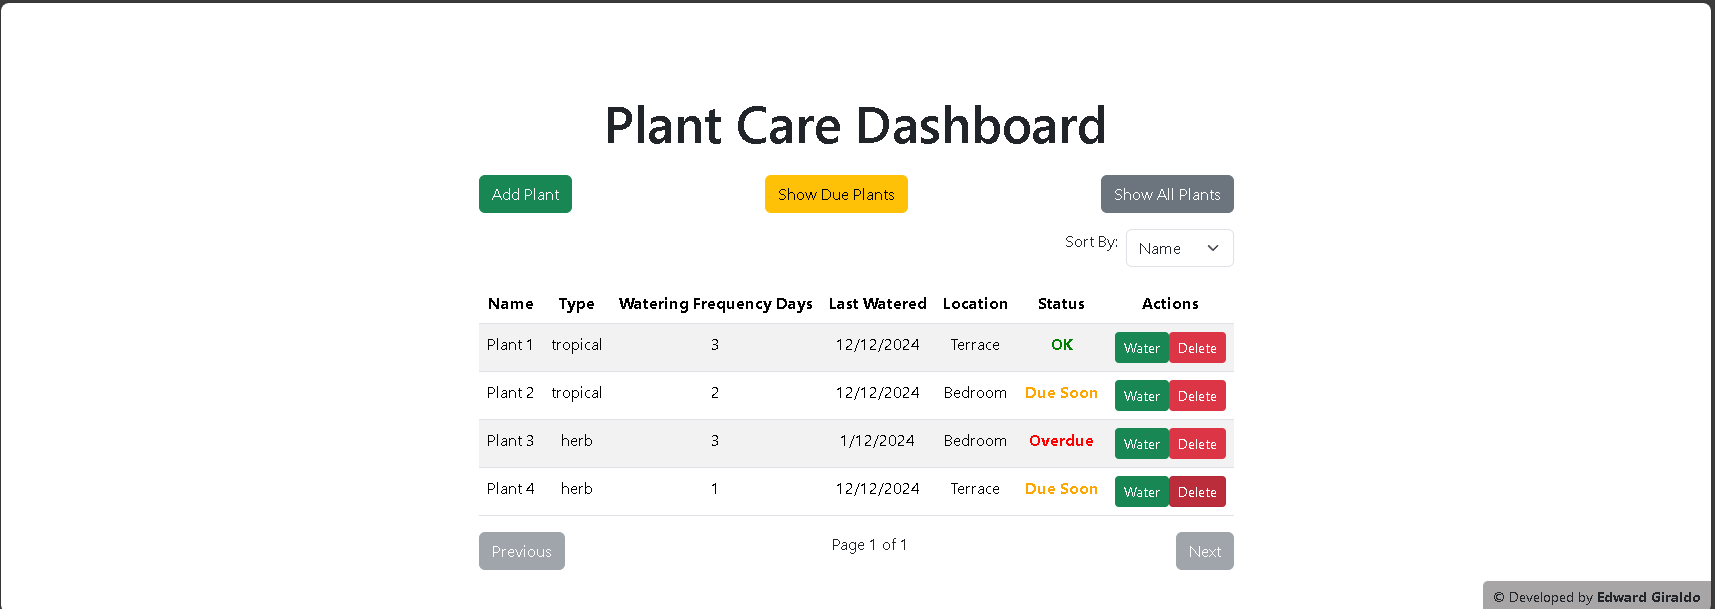 Plant Care Dashboard
Add Plant Show Due Plants Show All Plants
Sort By: Name
Name Type Watering Frequency Days Last Watered Location Status Actions
Plant 1 tropical 3 12/12/2024 Terrace OK Water Delete
Plant 2 tropical 2 12/12/2024 Bedroom Due Soon Water Delete
Plant 3 herb 3 1/12/2024 Bedroom Overdue Water Delete
Plant 4 herb 1 12/12/2024 Terrace Due Soon Water Delete
Previous Page 1 of 1 Next
© Developed by Edward Giraldo